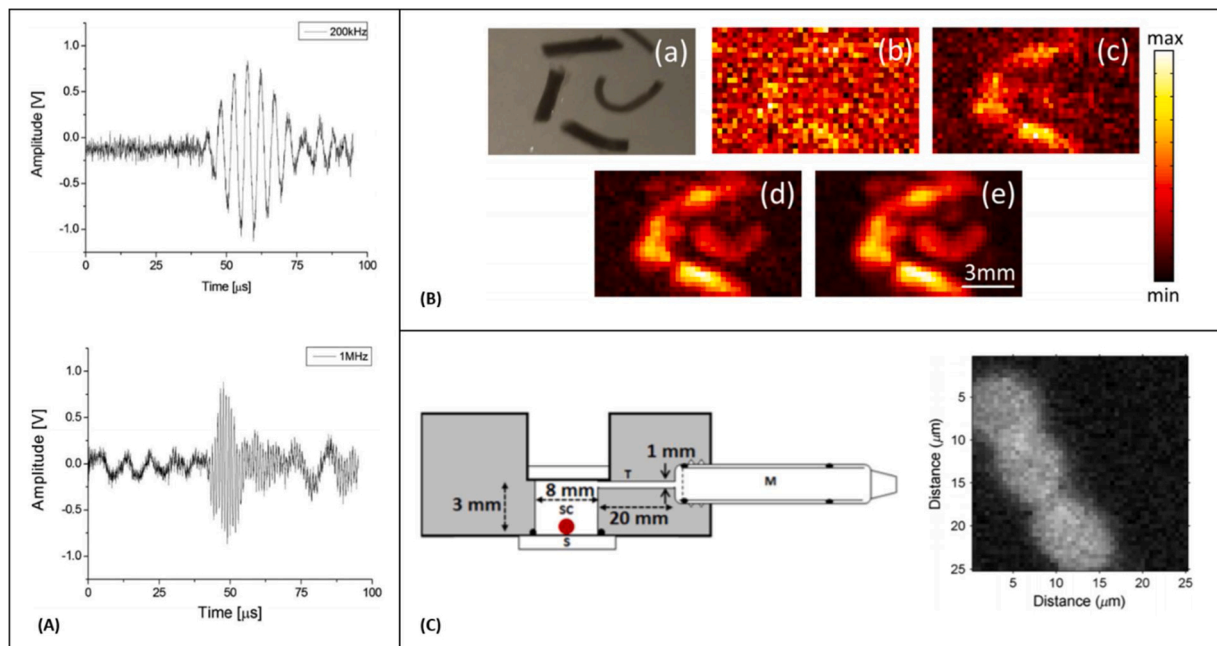 200kHz
Amplitude [V]
1.0
0.5
0.0
-0.5
-1.0
0 25 50 75 100
Time [μs]
1MHz
Amplitude [V]
1.0
0.5
0.0
-0.5
-1.0
0 25 50 75 100
Time [μs]
(A)
(a) (b) (c)
(d) (e)
3mm
max
min
(B)
1 mm
T
M
8 mm
3 mm
SC
20 mm
S
Distance (μm)
5
10
15
20
25
5 10 15 20 25
Distance (μm)
(C)